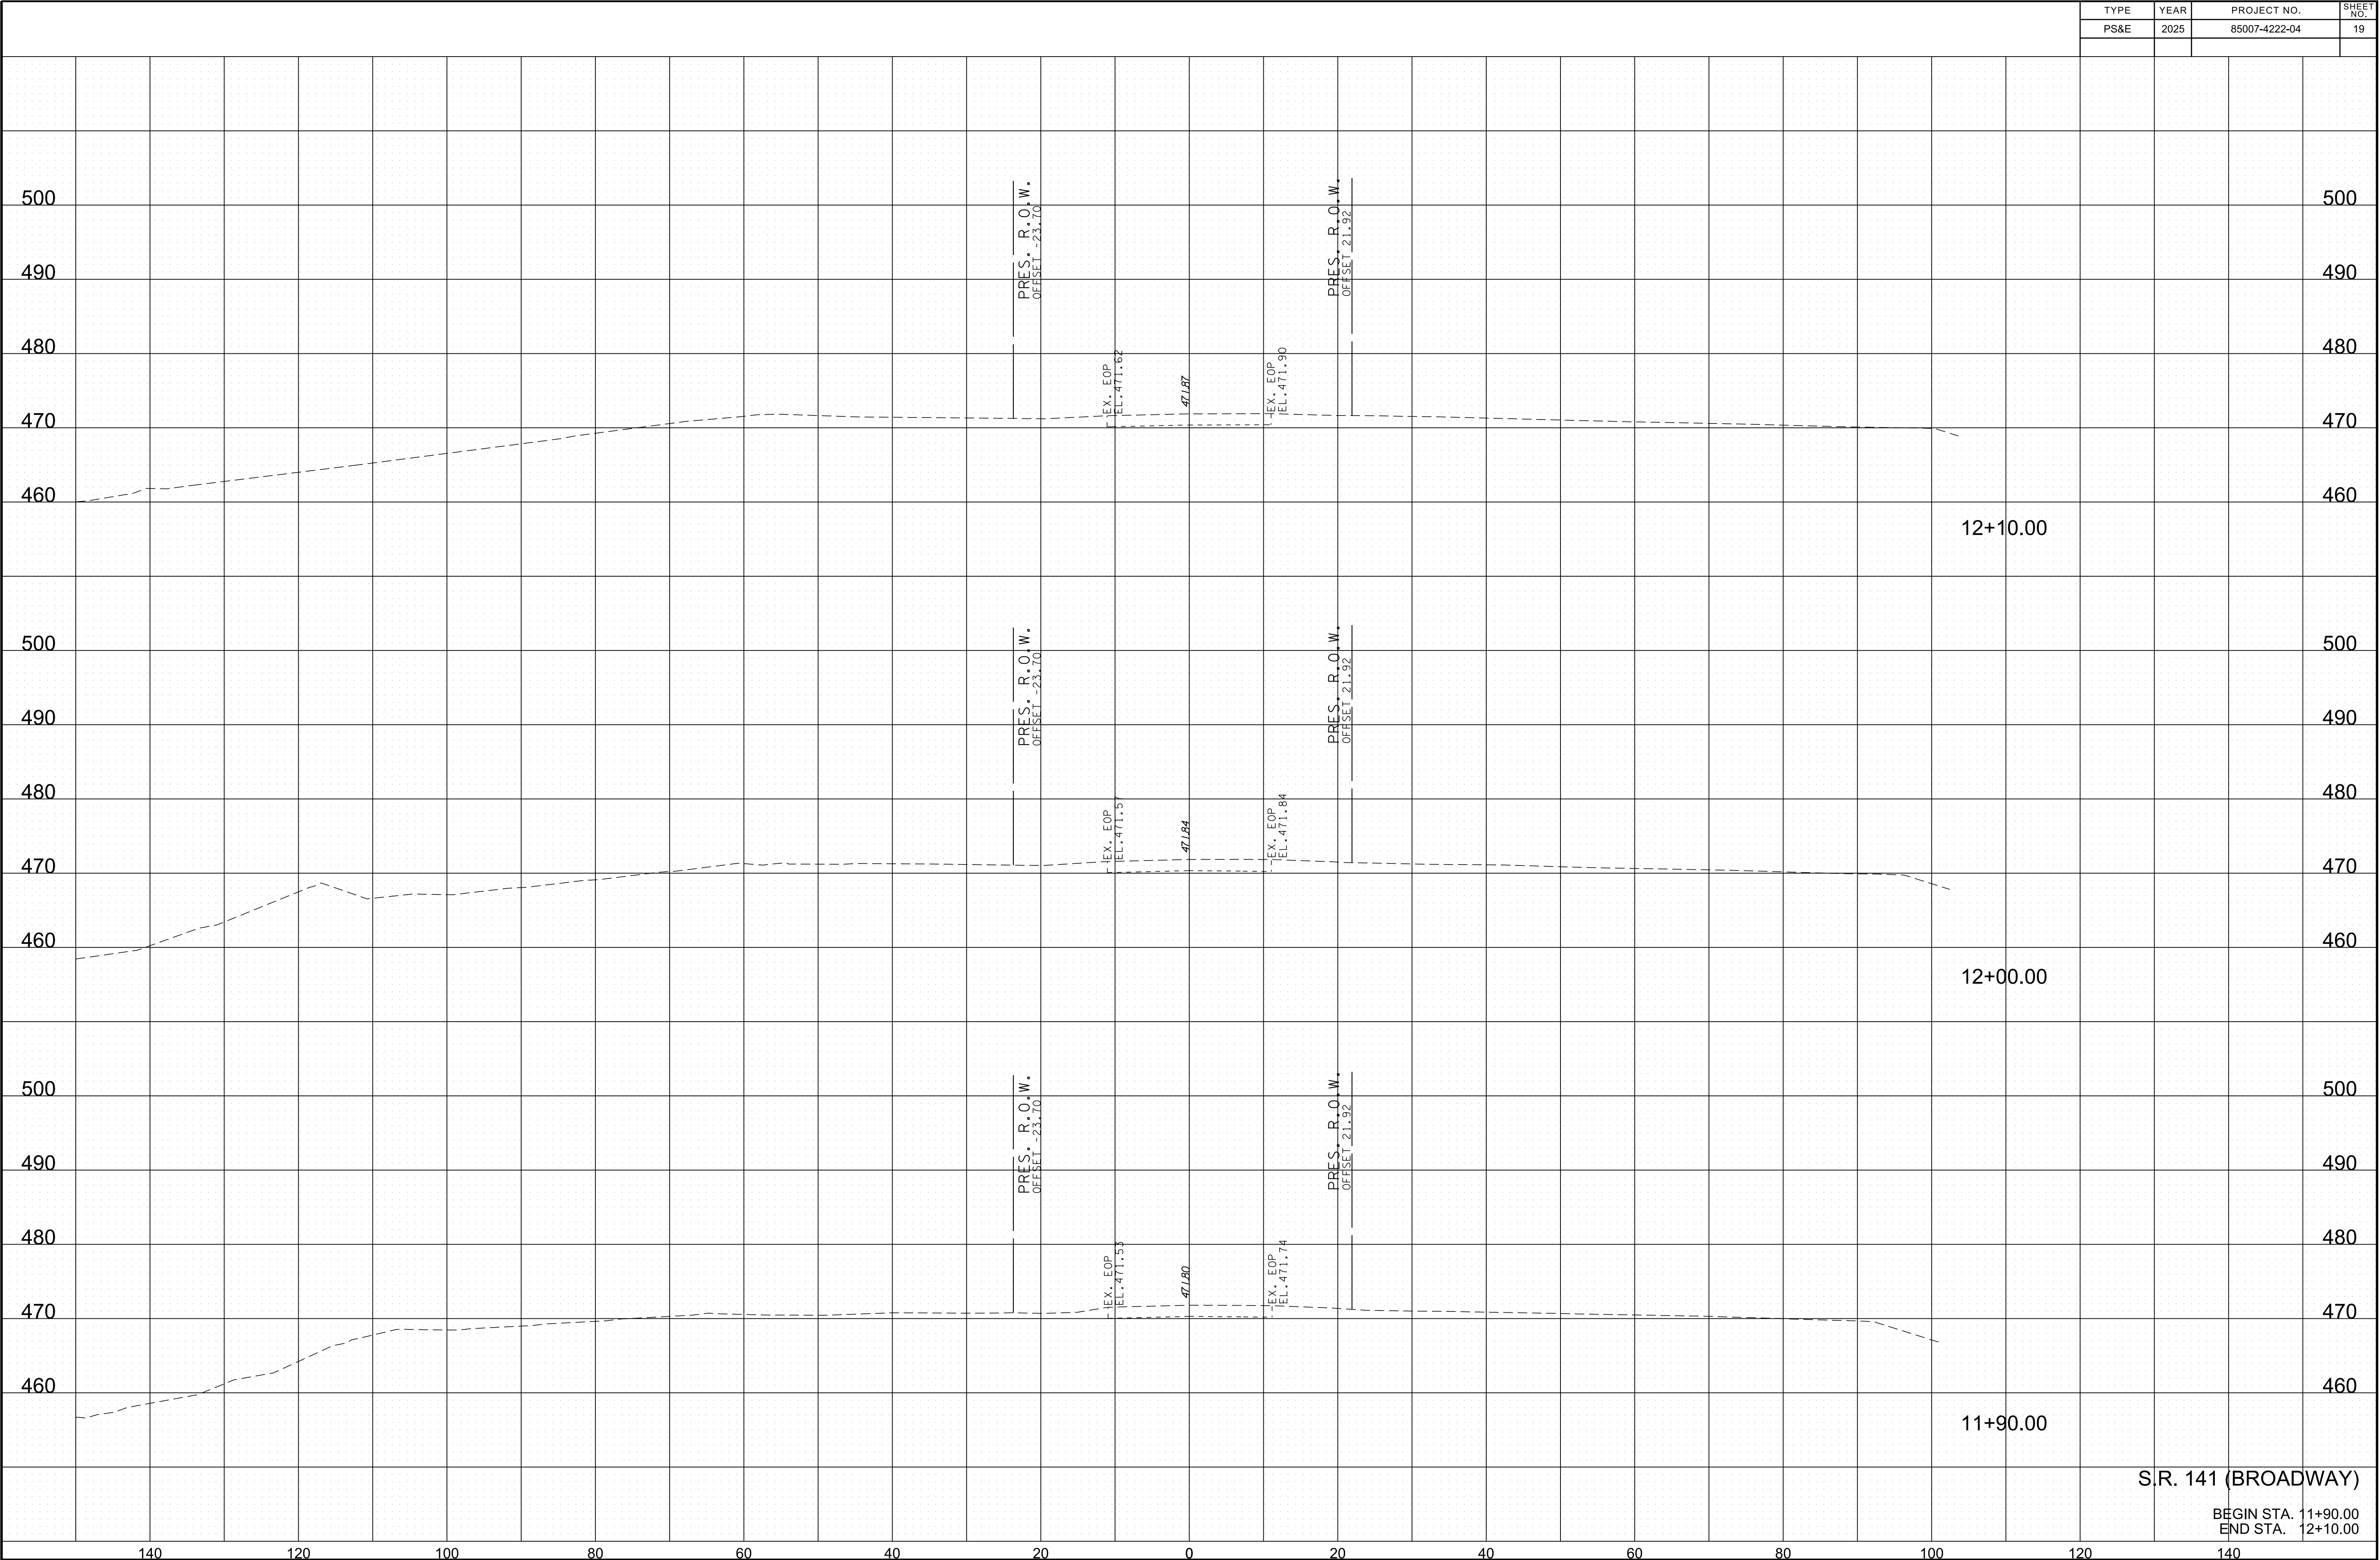 TYPE YEAR PROJECT NO. SHEET NO.
PS&E 2025 85007-4222-04 19
500 500
490 490
480 480
470 470
460 460
PRES. R.O.W.
OFFSET -23.70
EX. EOP
EL.471.62
471.87
EX. EOP
EL.471.90
PRES. R.O.W.
OFFSET 21.92
12+10.00
500 500
490 490
480 480
470 470
460 460
PRES. R.O.W.
OFFSET -23.70
EX. EOP
EL.471.57
471.84
EX. EOP
EL.471.84
PRES. R.O.W.
OFFSET 21.92
12+00.00
500 500
490 490
480 480
470 470
460 460
PRES. R.O.W.
OFFSET -23.70
EX. EOP
EL.471.53
471.80
EX. EOP
EL.471.74
PRES. R.O.W.
OFFSET 21.92
11+90.00
S.R. 141 (BROADWAY)
BEGIN STA. 11+90.00
END STA. 12+10.00
140 120 100 80 60 40 20 0 20 40 60 80 100 120 140